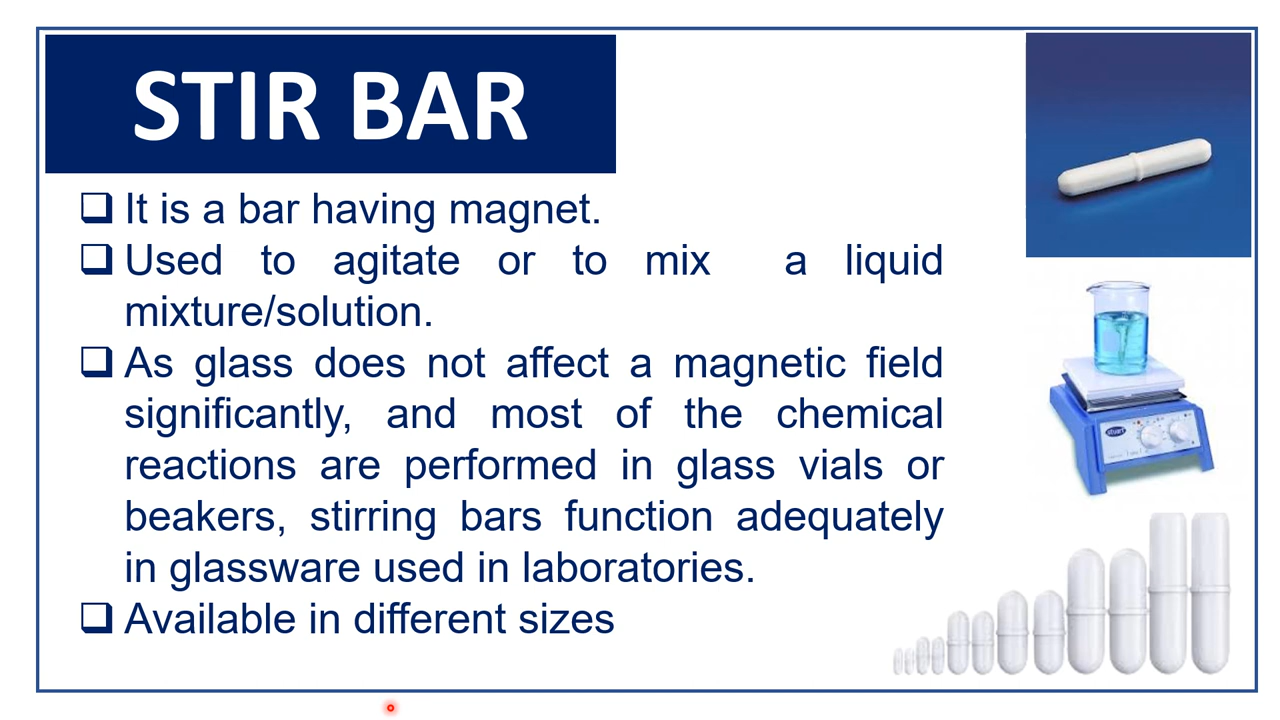 STIR BAR
❑ It is a bar having magnet.
❑ Used to agitate or to mix a liquid
mixture/solution.
❑ As glass does not affect a magnetic field
significantly, and most of the chemical
reactions are performed in glass vials or
beakers, stirring bars function adequately
in glassware used in laboratories.
❑ Available in different sizes
stuart